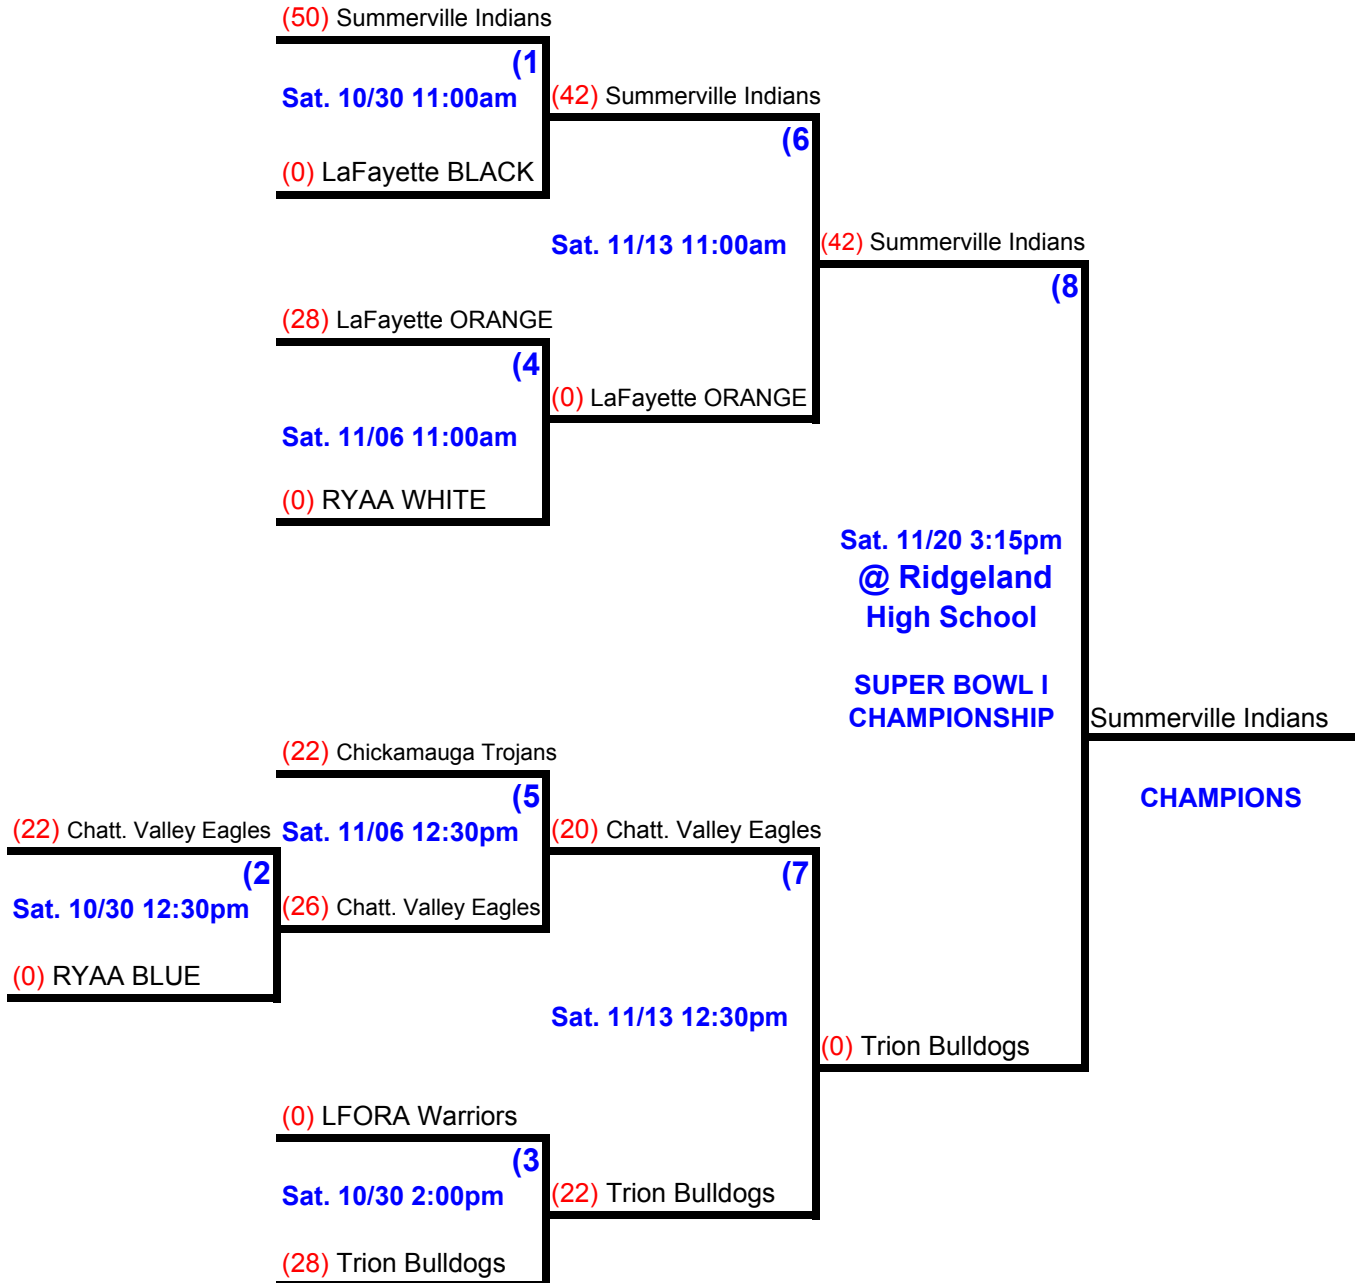 (50) Summerville Indians
(1
Sat. 10/30 11:00am
(42) Summerville Indians
(6
(0) LaFayette BLACK
Sat. 11/13 11:00am
(42) Summerville Indians
(8
(28) LaFayette ORANGE
(4
(0) LaFayette ORANGE
Sat. 11/06 11:00am
(0) RYAA WHITE
Sat. 11/20 3:15pm
@ Ridgeland
High School
SUPER BOWL I
CHAMPIONSHIP
Summerville Indians
CHAMPIONS
(22) Chickamauga Trojans
(5
(22) Chatt. Valley Eagles
Sat. 11/06 12:30pm
(20) Chatt. Valley Eagles
(2
(7
Sat. 10/30 12:30pm
(26) Chatt. Valley Eagles
(0) RYAA BLUE
Sat. 11/13 12:30pm
(0) Trion Bulldogs
(0) LFORA Warriors
(3
Sat. 10/30 2:00pm
(22) Trion Bulldogs
(28) Trion Bulldogs